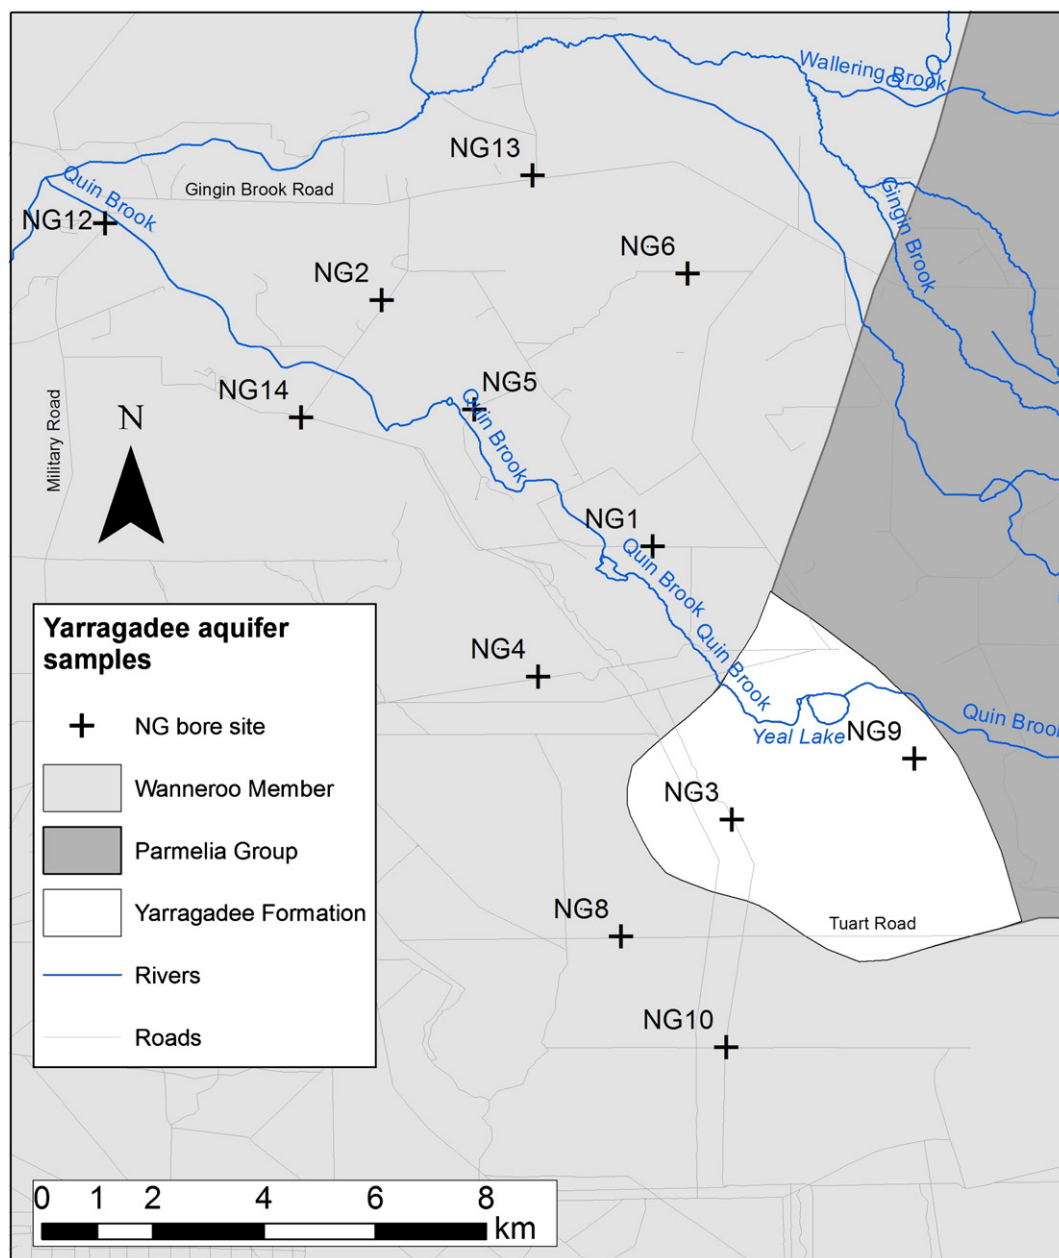 Wallering Brook
NG13
Quin Brook
Gingin Brook Road
NG12
Gingin Brook
NG6
NG2
NG14
NG5
Quin Brook
Military Road
N
NG1
Quin Brook
Quin Brook
NG4
Yeal Lake
NG9
Quin Brook
NG3
NG8
Tuart Road
NG10
Yarragadee aquifer
samples
NG bore site
Wanneroo Member
Parmelia Group
Yarragadee Formation
Rivers
Roads
0 1 2 4 6 8
km